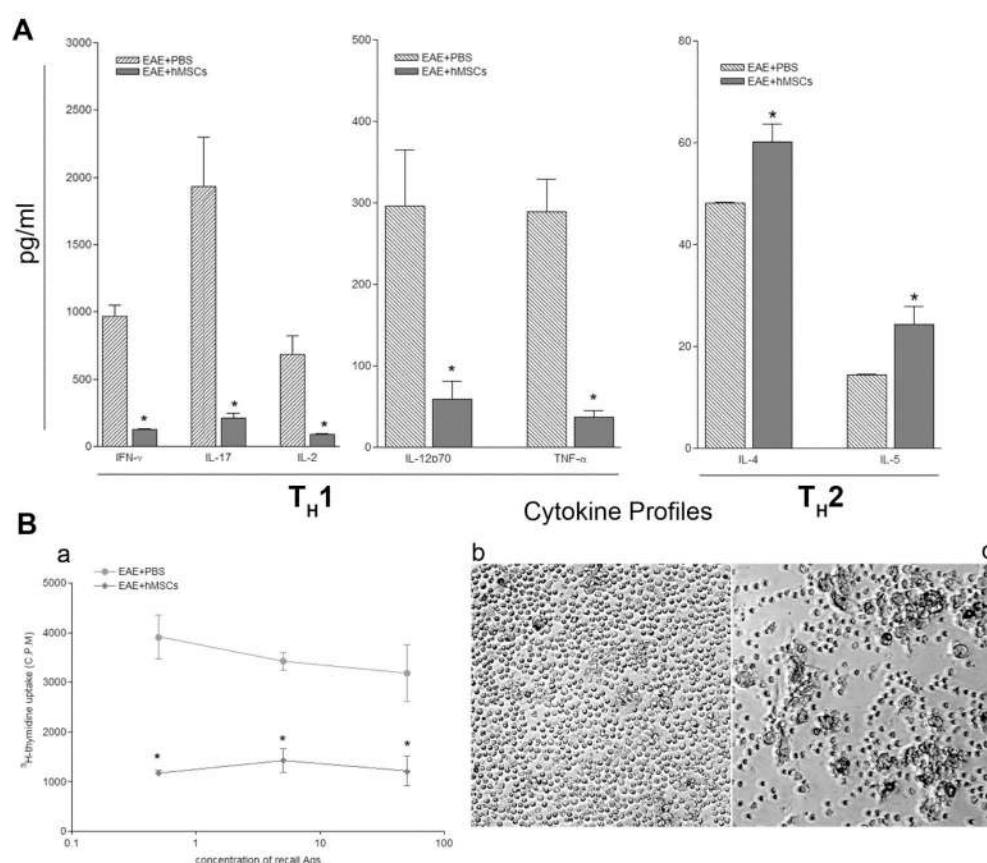 A
pg/ml
3000
2500
2000
1500
1000
500
0
EAE+PBS
EAE+hMSCs
*
*
*
IFN-γ IL-17 IL-2
500
400
300
200
100
0
EAE+PBS
EAE+hMSCs
*
*
IL-12p70 TNF-α
TH1
80
60
40
20
0
EAE+PBS
EAE+hMSCs
*
*
IL-4 IL-5
TH2
Cytokine Profiles
B
a
EAE+PBS
EAE+hMSCs
5000
4000
3000
2000
1000
0
3H-thymidine uptake (C.P.M)
*
*
*
0.1 1 10 100
concentration of recall Ags
b